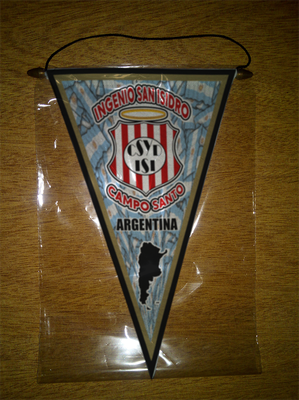 INGENIO SAN ISIDRO
CSYD
ISI
CAMPO SANTO
ARGENTINA